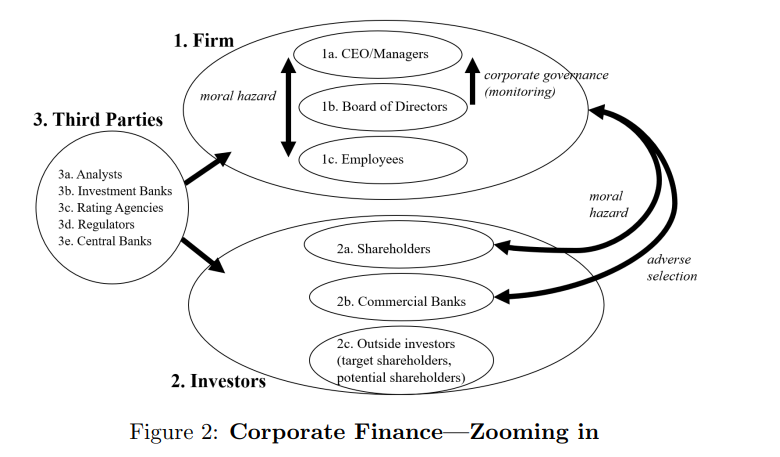 1. Firm
1a. CEO/Managers
moral hazard
corporate governance
(monitoring)
1b. Board of Directors
1c. Employees
3. Third Parties
3a. Analysts
3b. Investment Banks
3c. Rating Agencies
3d. Regulators
3e. Central Banks
moral
hazard
adverse
selection
2a. Shareholders
2b. Commercial Banks
2c. Outside investors
(target shareholders,
potential shareholders)
2. Investors
Figure 2: Corporate Finance—Zooming in